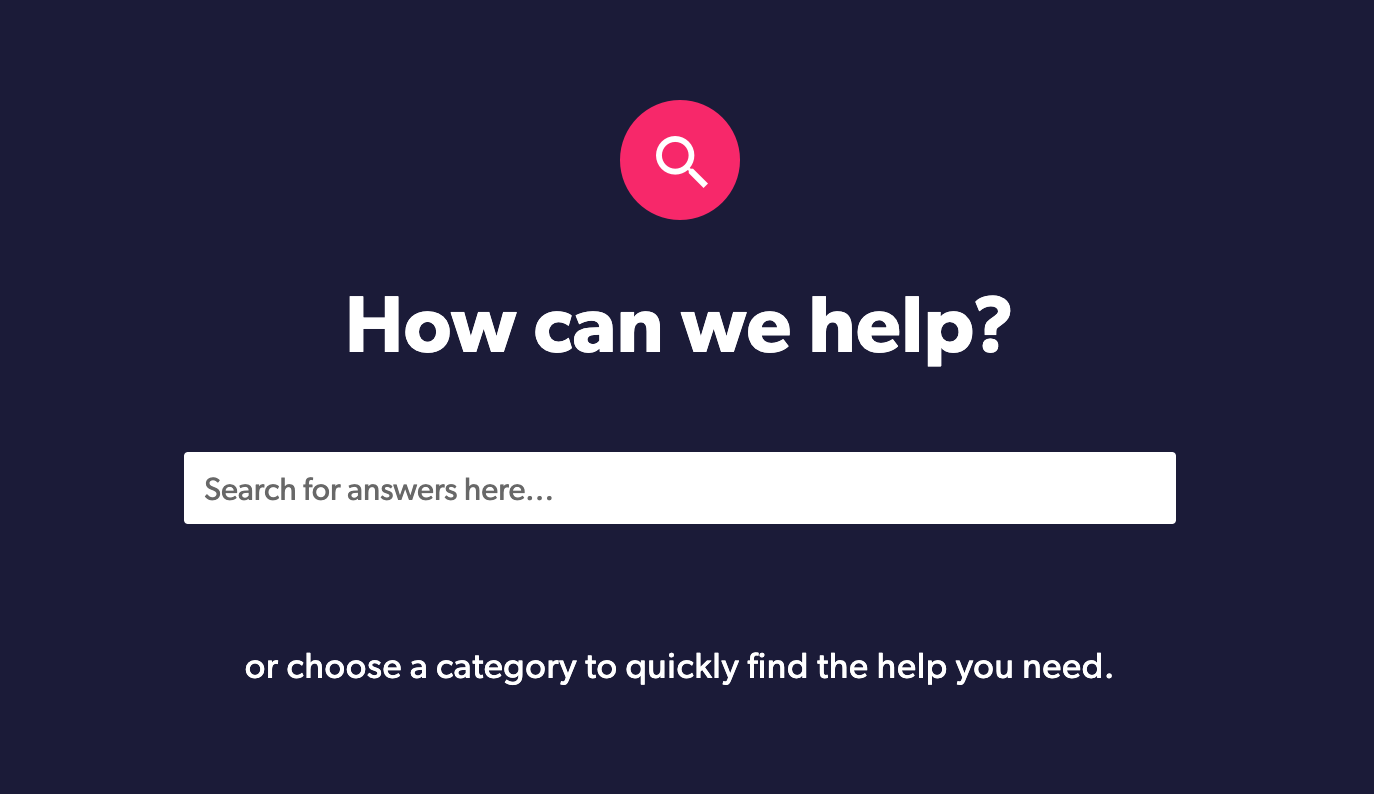 How can we help?
Search for answers here...
or choose a category to quickly find the help you need.